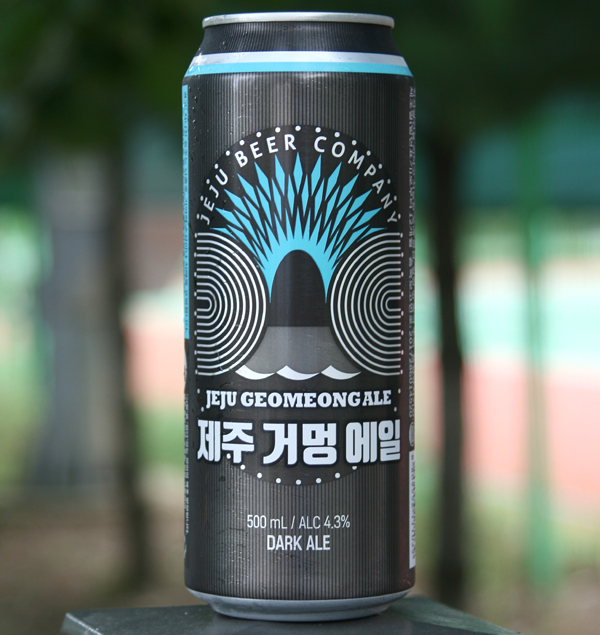 JEJU BEER COMPANY
JEJU GEOMEONG ALE
제주 거멍 에일
500 mL / ALC 4.3%
DARK ALE